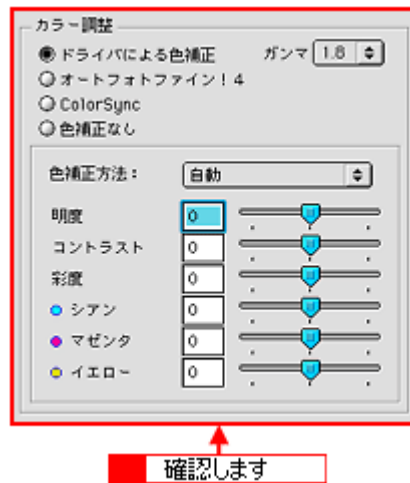 カラー調整
ドライバによる色補正 ガンマ 1.8
オートフォトファイン！4
ColorSync
色補正なし
色補正方法： 自動
明度 0
コントラスト 0
彩度 0
シアン 0
マゼンタ 0
イエロー 0
確認します